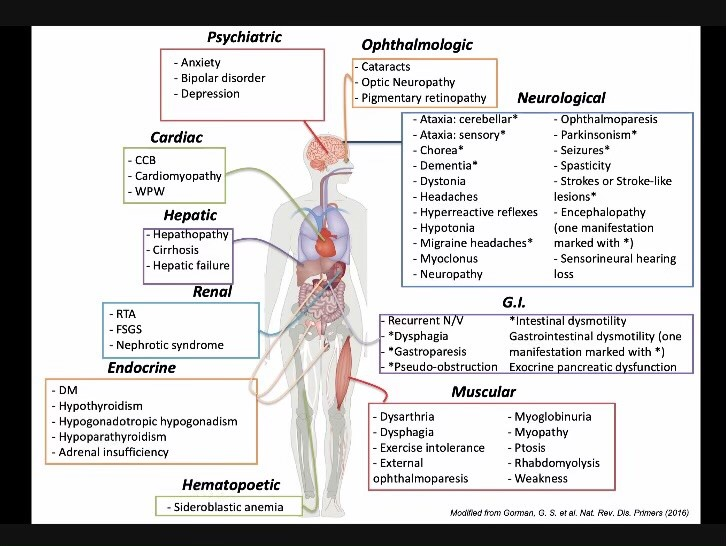 Psychiatric
- Anxiety
- Bipolar disorder
- Depression
Ophthalmologic
- Cataracts
- Optic Neuropathy
- Pigmentary retinopathy
Neurological
- Ataxia: cerebellar*
- Ataxia: sensory*
- Chorea*
- Dementia*
- Dystonia
- Headaches
- Hyperreactive reflexes
- Hypotonia
- Migraine headaches*
- Myoclonus
- Neuropathy
- Ophthalmoparesis
- Parkinsonism*
- Seizures*
- Spasticity
- Strokes or Stroke-like
lesions*
- Encephalopathy
(one manifestation
marked with *)
- Sensorineural hearing
loss
Cardiac
- CCB
- Cardiomyopathy
- WPW
Hepatic
- Hepathopathy
- Cirrhosis
- Hepatic failure
Renal
- RTA
- FSGS
- Nephrotic syndrome
G.I.
- Recurrent N/V
- *Dysphagia
- *Gastroparesis
- *Pseudo-obstruction
*Intestinal dysmotility
Gastrointestinal dysmotility (one
manifestation marked with *)
Exocrine pancreatic dysfunction
Endocrine
- DM
- Hypothyroidism
- Hypogonadotropic hypogonadism
- Hypoparathyroidism
- Adrenal insufficiency
Muscular
- Dysarthria
- Dysphagia
- Exercise intolerance
- External
ophthalmoparesis
- Myoglobinuria
- Myopathy
- Ptosis
- Rhabdomyolysis
- Weakness
Hematopoetic
- Sideroblastic anemia
Modified from Gorman, G. S. et al. Nat. Rev. Dis. Primers (2016)